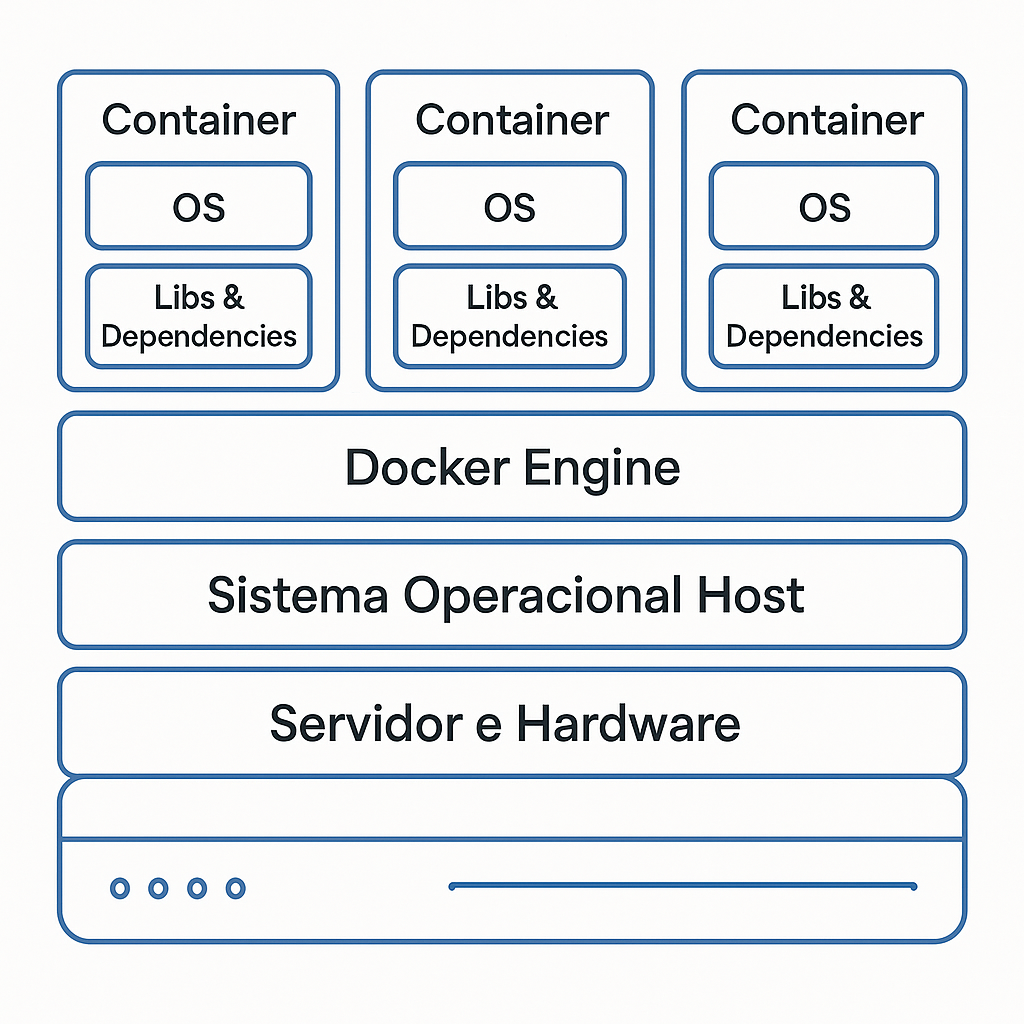 Container
OS
Libs &
Dependencies
Container
OS
Libs &
Dependencies
Container
OS
Libs &
Dependencies
Docker Engine
Sistema Operacional Host
Servidor e Hardware